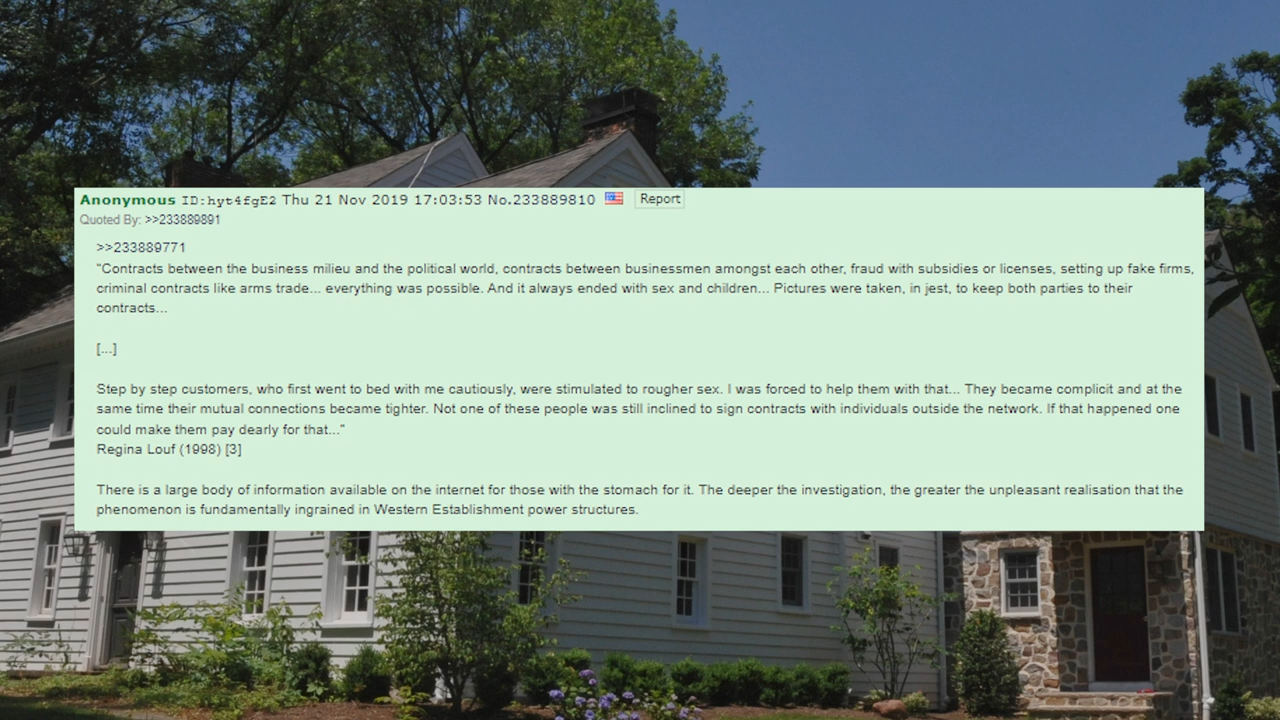 Anonymous ID:hyt4fgE2 Thu 21 Nov 2019 17:03:53 No.233889810 Report
Quoted By: >>233889891
>>233889771
"Contracts between the business milieu and the political world, contracts between businessmen amongst each other, fraud with subsidies or licenses, setting up fake firms,
criminal contracts like arms trade... everything was possible. And it always ended with sex and children... Pictures were taken, in jest, to keep both parties to their
contracts...
[...]
Step by step customers, who first went to bed with me cautiously, were stimulated to rougher sex. I was forced to help them with that... They became complicit and at the
same time their mutual connections became tighter. Not one of these people was still inclined to sign contracts with individuals outside the network. If that happened one
could make them pay dearly for that..."
Regina Louf (1998) [3]
There is a large body of information available on the internet for those with the stomach for it. The deeper the investigation, the greater the unpleasant realisation that the
phenomenon is fundamentally ingrained in Western Establishment power structures.